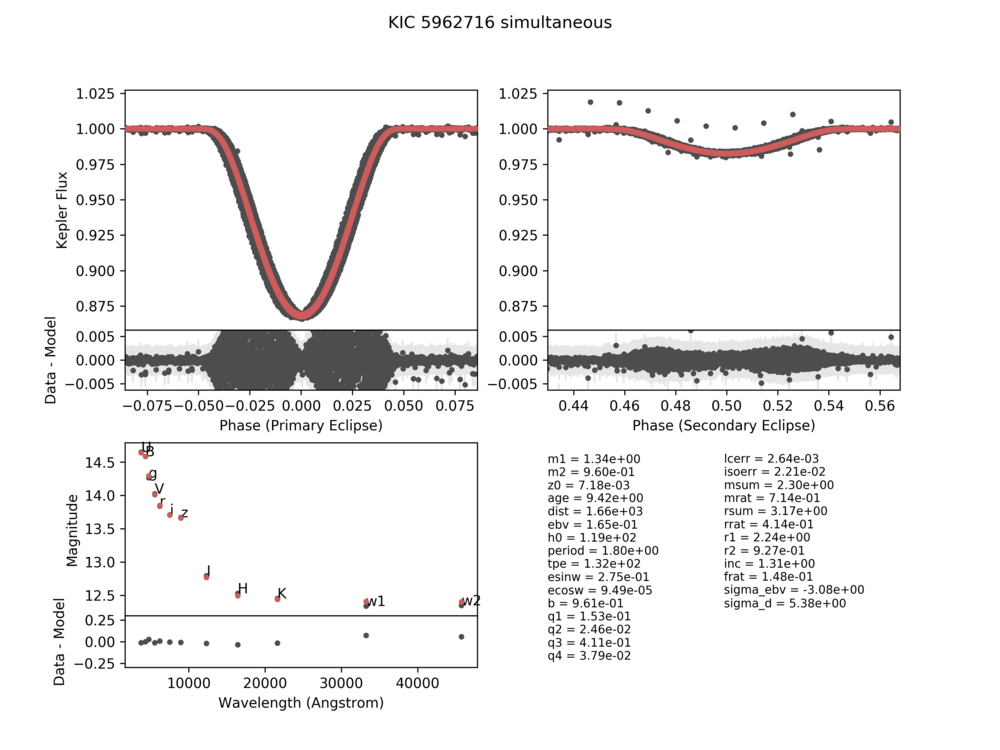 KIC 5962716 simultaneous
1.025
1.000
0.975
0.950
0.925
0.900
0.875
Kepler Flux
0.005
0.000
−0.005
Data - Model
−0.075 −0.050 −0.025 0.000 0.025 0.050 0.075
Phase (Primary Eclipse)
1.025
1.000
0.975
0.950
0.925
0.900
0.875
0.005
0.000
−0.005
0.44 0.46 0.48 0.50 0.52 0.54 0.56
Phase (Secondary Eclipse)
14.5
14.0
13.5
13.0
12.5
Magnitude
U
B
g
V
r
i
z
J
H
K
w1
w2
0.25
0.00
−0.25
Data - Model
10000 20000 30000 40000
Wavelength (Angstrom)
m1 = 1.34e+00
m2 = 9.60e-01
z0 = 7.18e-03
age = 9.42e+00
dist = 1.66e+03
ebv = 1.65e-01
h0 = 1.19e+02
period = 1.80e+00
tpe = 1.32e+02
esinw = 2.75e-01
ecosw = 9.49e-05
b = 9.61e-01
q1 = 1.53e-01
q2 = 2.46e-02
q3 = 4.11e-01
q4 = 3.79e-02
lcerr = 2.64e-03
isoerr = 2.21e-02
msum = 2.30e+00
mrat = 7.14e-01
rsum = 3.17e+00
rrat = 4.14e-01
r1 = 2.24e+00
r2 = 9.27e-01
inc = 1.31e+00
frat = 1.48e-01
sigma_ebv = -3.08e+00
sigma_d = 5.38e+00